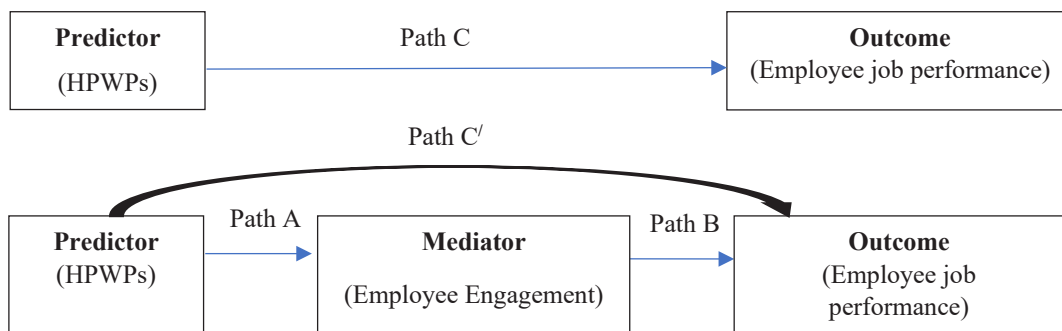 Predictor
(HPWPs)
Path C
Outcome
(Employee job performance)
Path C/
Predictor
(HPWPs)
Path A
Mediator
(Employee Engagement)
Path B
Outcome
(Employee job
performance)